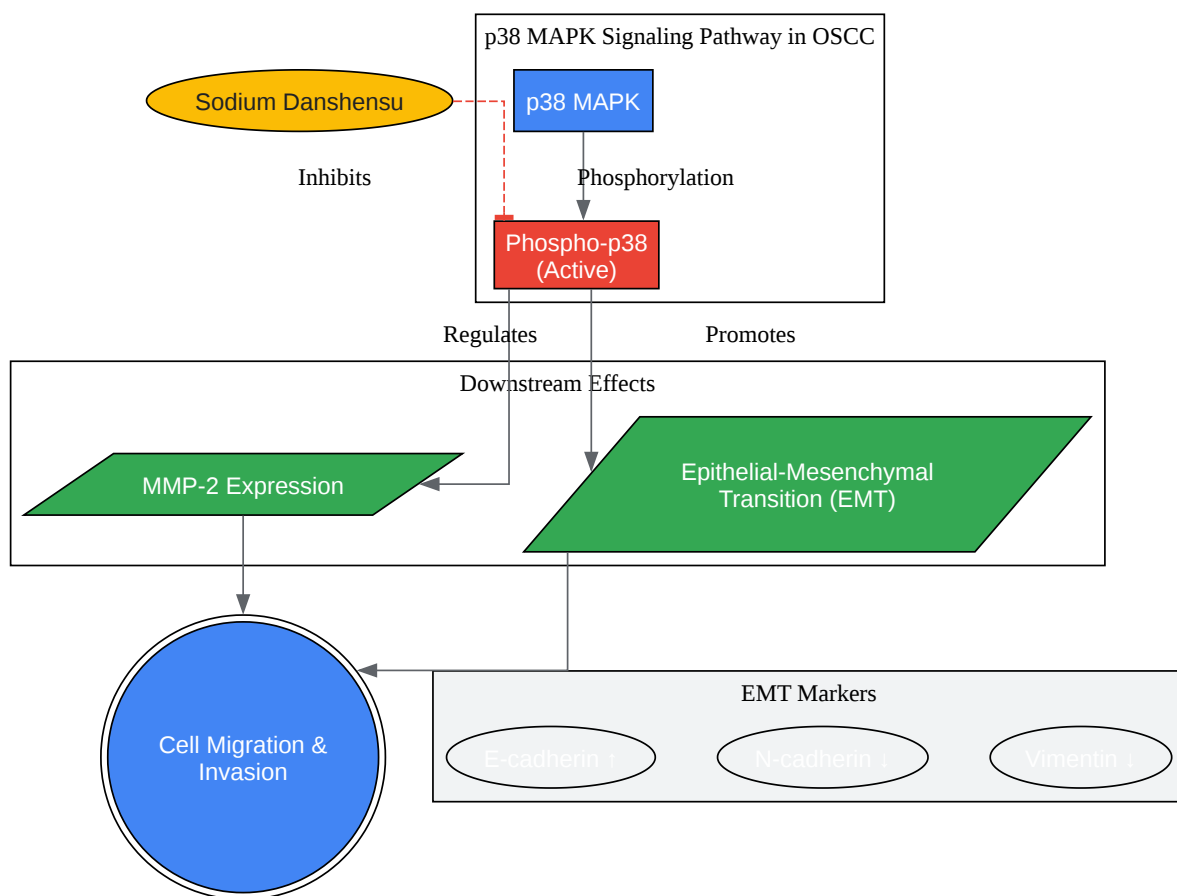 p38 MAPK Signaling Pathway in OSCC
Sodium Danshensu
p38 MAPK
Inhibits
Phosphorylation
Phospho-p38
(Active)
Regulates
Promotes
Downstream Effects
MMP-2 Expression
Epithelial-Mesenchymal
Transition (EMT)
EMT Markers
Cell Migration &
Invasion
E-cadherin ↑
N-cadherin ↓
Vimentin ↓